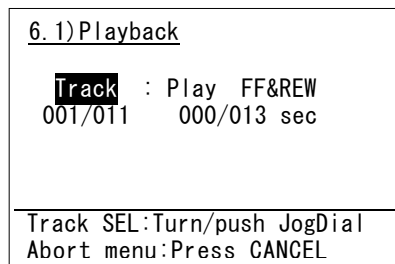 6.1)Playback
Track : Play FF&REW
001/011 000/013 sec
Track SEL:Turn/push JogDial
Abort menu:Press CANCEL